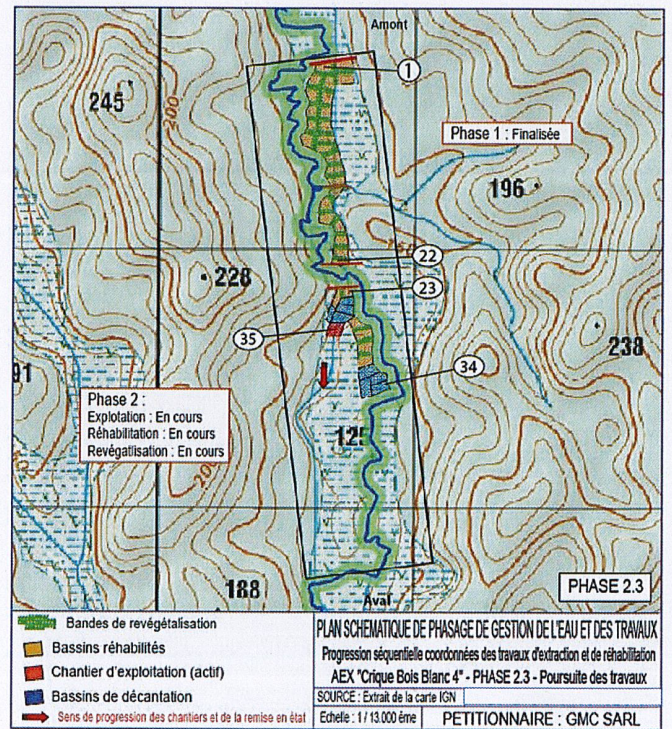 Amont
1
245
200
Phase 1 : Finalisée
196
22
228
23
35
238
34
91
Phase 2 :
Explotation : En cours
Réhabilitation : En cours
Revégatlisation : En cours
200
188
Aval
PHASE 2.3
Bandes de revégétalisation
Bassins réhabilités
Chantier d'exploitation (actif)
Bassins de décantation
Sens de progression des chantiers et de la remise en état
PLAN SCHEMATIQUE DE PHASAGE DE GESTION DE L'EAU ET DES TRAVAUX
Progression séquentielle coordonnées des travaux d'extraction et de réhabilitation
AEX "Crique Bois Blanc 4" - PHASE 2.3 - Poursuite des travaux
SOURCE : Extrait de la carte IGN
Echelle : 1 / 13.000 ème
PETITIONNAIRE : GMC SARL